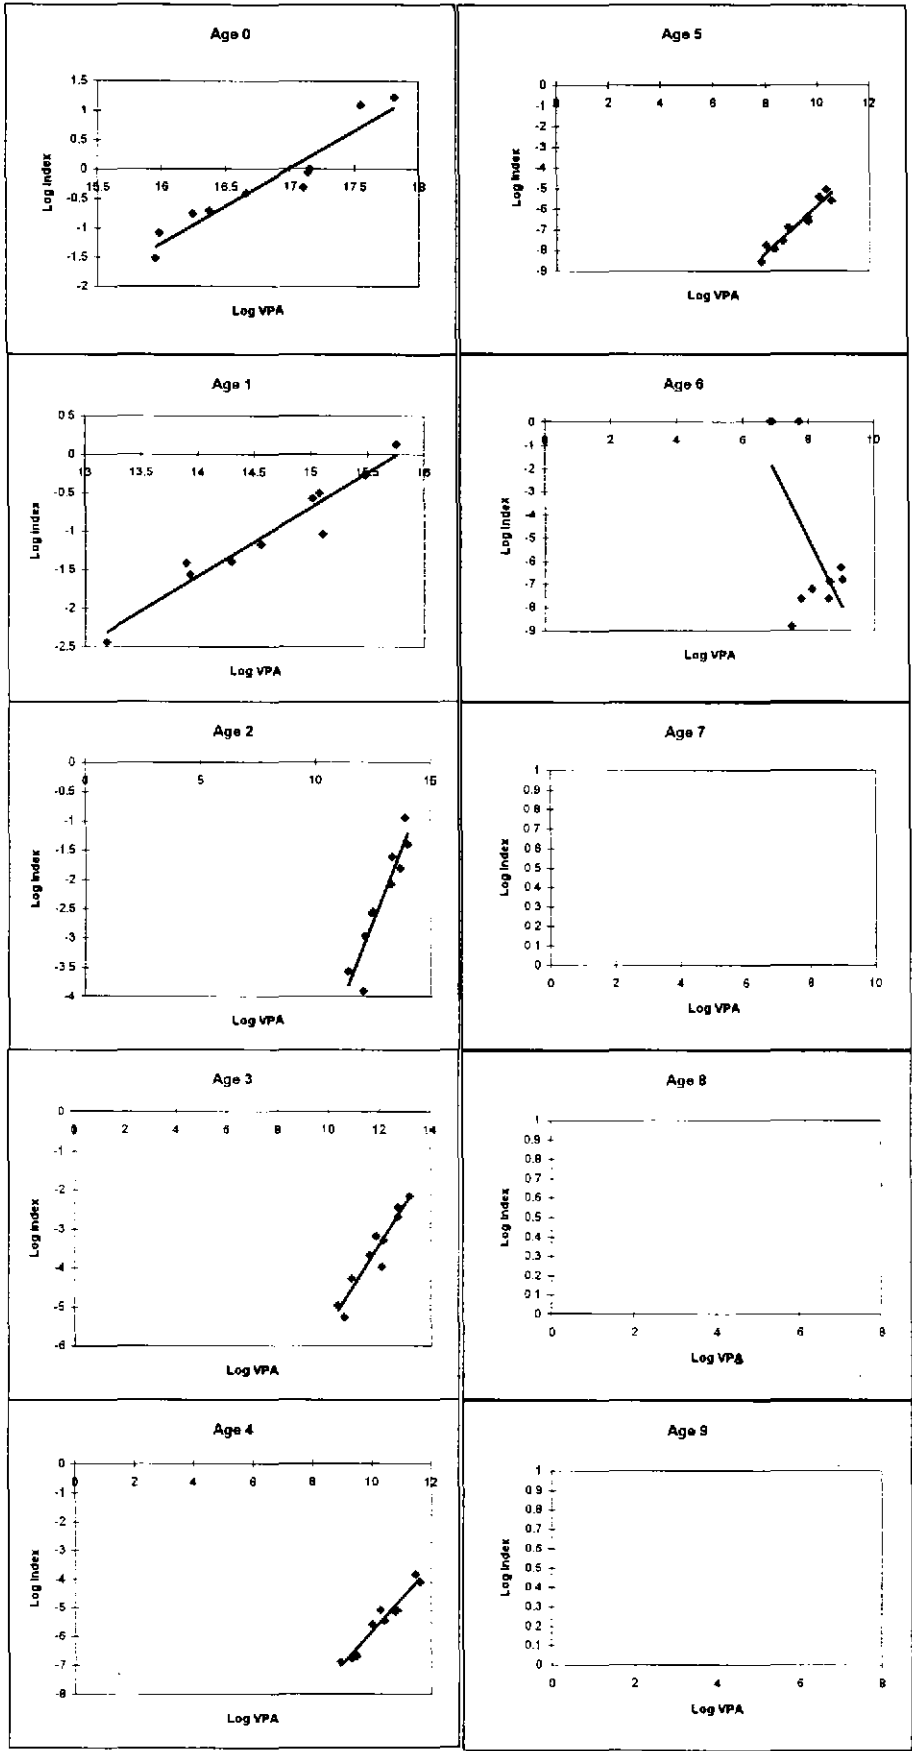 Age 0
1.5
1
0.5
0
15.5 16 16.5 17 17.5 18
-0.5
-1
-1.5
-2
Log Index
Log VPA
Age 1
0.5
0
13 13.5 14 14.5 15 15.5 16
-0.5
-1
-1.5
-2
-2.5
Log Index
Log VPA
Age 2
0
0 5 10 15
-0.5
-1
-1.5
-2
-2.5
-3
-3.5
-4
Log Index
Log VPA
Age 3
0
0 2 4 6 8 10 12 14
-1
-2
-3
-4
-5
-6
Log Index
Log VPA
Age 4
0
0 2 4 6 8 10 12
-1
-2
-3
-4
-5
-6
-7
-8
Log Index
Log VPA
Age 5
0
0 2 4 6 8 10 12
-1
-2
-3
-4
-5
-6
-7
-8
-9
Log Index
Log VPA
Age 6
0
0 2 4 6 8 10
-1
-2
-3
-4
-5
-6
-7
-8
-9
Log Index
Log VPA
Age 7
1
0.9
0.8
0.7
0.6
0.5
0.4
0.3
0.2
0.1
0
0 2 4 6 8 10
Log Index
Log VPA
Age 8
1
0.9
0.8
0.7
0.6
0.5
0.4
0.3
0.2
0.1
0
0 2 4 6 8
Log Index
Log VPA
Age 9
1
0.9
0.8
0.7
0.6
0.5
0.4
0.3
0.2
0.1
0
0 2 4 6 8
Log Index
Log VPA